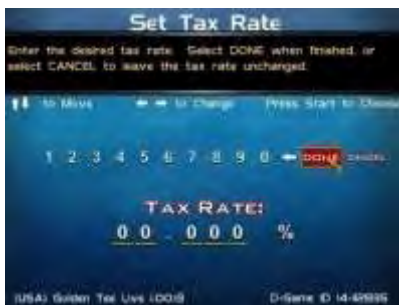 Set Tax Rate
Enter the desired tax rate. Select DONE when finished, or
select CANCEL to leave the tax rate unchanged.
to Move to Change Press Start to Choose
1 2 3 4 5 6 7 8 9 0 ← DONE CANCEL
TAX RATE:
00.000 %
(USA) Golden Tee Live